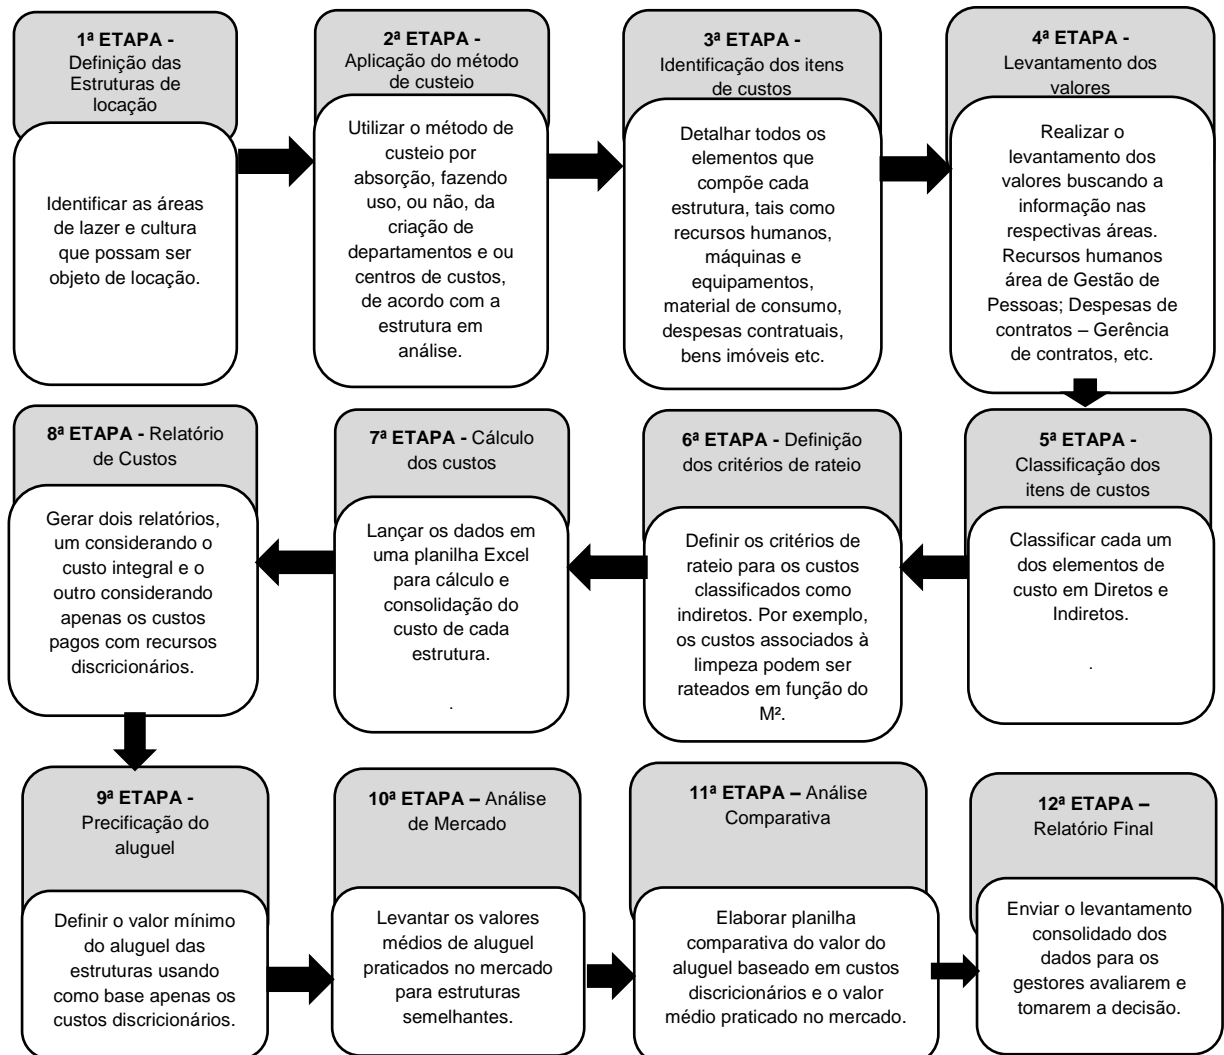 1ª ETAPA -
Definição das
Estruturas de
locação
Identificar as áreas
de lazer e cultura
que possam ser
objeto de locação.
2ª ETAPA -
Aplicação do método
de custeio
Utilizar o método de
custeio por
absorção, fazendo
uso, ou não, da
criação de
departamentos e ou
centros de custos,
de acordo com a
estrutura em
análise.
3ª ETAPA -
Identificação dos itens
de custos
Detalhar todos os
elementos que
compõe cada
estrutura, tais como
recursos humanos,
máquinas e
equipamentos,
material de consumo,
despesas contratuais,
bens imóveis etc.
4ª ETAPA -
Levantamento dos
valores
Realizar o
levantamento dos
valores buscando a
informação nas
respectivas áreas.
Recursos humanos
área de Gestão de
Pessoas; Despesas de
contratos – Gerência
de contratos, etc.
5ª ETAPA -
Classificação dos
itens de custos
Classificar cada um
dos elementos de
custo em Diretos e
Indiretos.
.
6ª ETAPA - Definição
dos critérios de rateio
Definir os critérios de
rateio para os custos
classificados como
indiretos. Por exemplo,
os custos associados à
limpeza podem ser
rateados em função do
M².
7ª ETAPA - Cálculo
dos custos
Lançar os dados em
uma planilha Excel
para cálculo e
consolidação do
custo de cada
estrutura.
.
8ª ETAPA - Relatório
de Custos
Gerar dois relatórios,
um considerando o
custo integral e o
outro considerando
apenas os custos
pagos com recursos
discricionários.
9ª ETAPA -
Precificação do
aluguel
Definir o valor mínimo
do aluguel das
estruturas usando
como base apenas os
custos discricionários.
10ª ETAPA – Análise
de Mercado
Levantar os valores
médios de aluguel
praticados no mercado
para estruturas
semelhantes.
11ª ETAPA – Análise
Comparativa
Elaborar planilha
comparativa do valor do
aluguel baseado em custos
discricionários e o valor
médio praticado no mercado.
12ª ETAPA –
Relatório Final
Enviar o levantamento
consolidado dos
dados para os
gestores avaliarem e
tomarem a decisão.